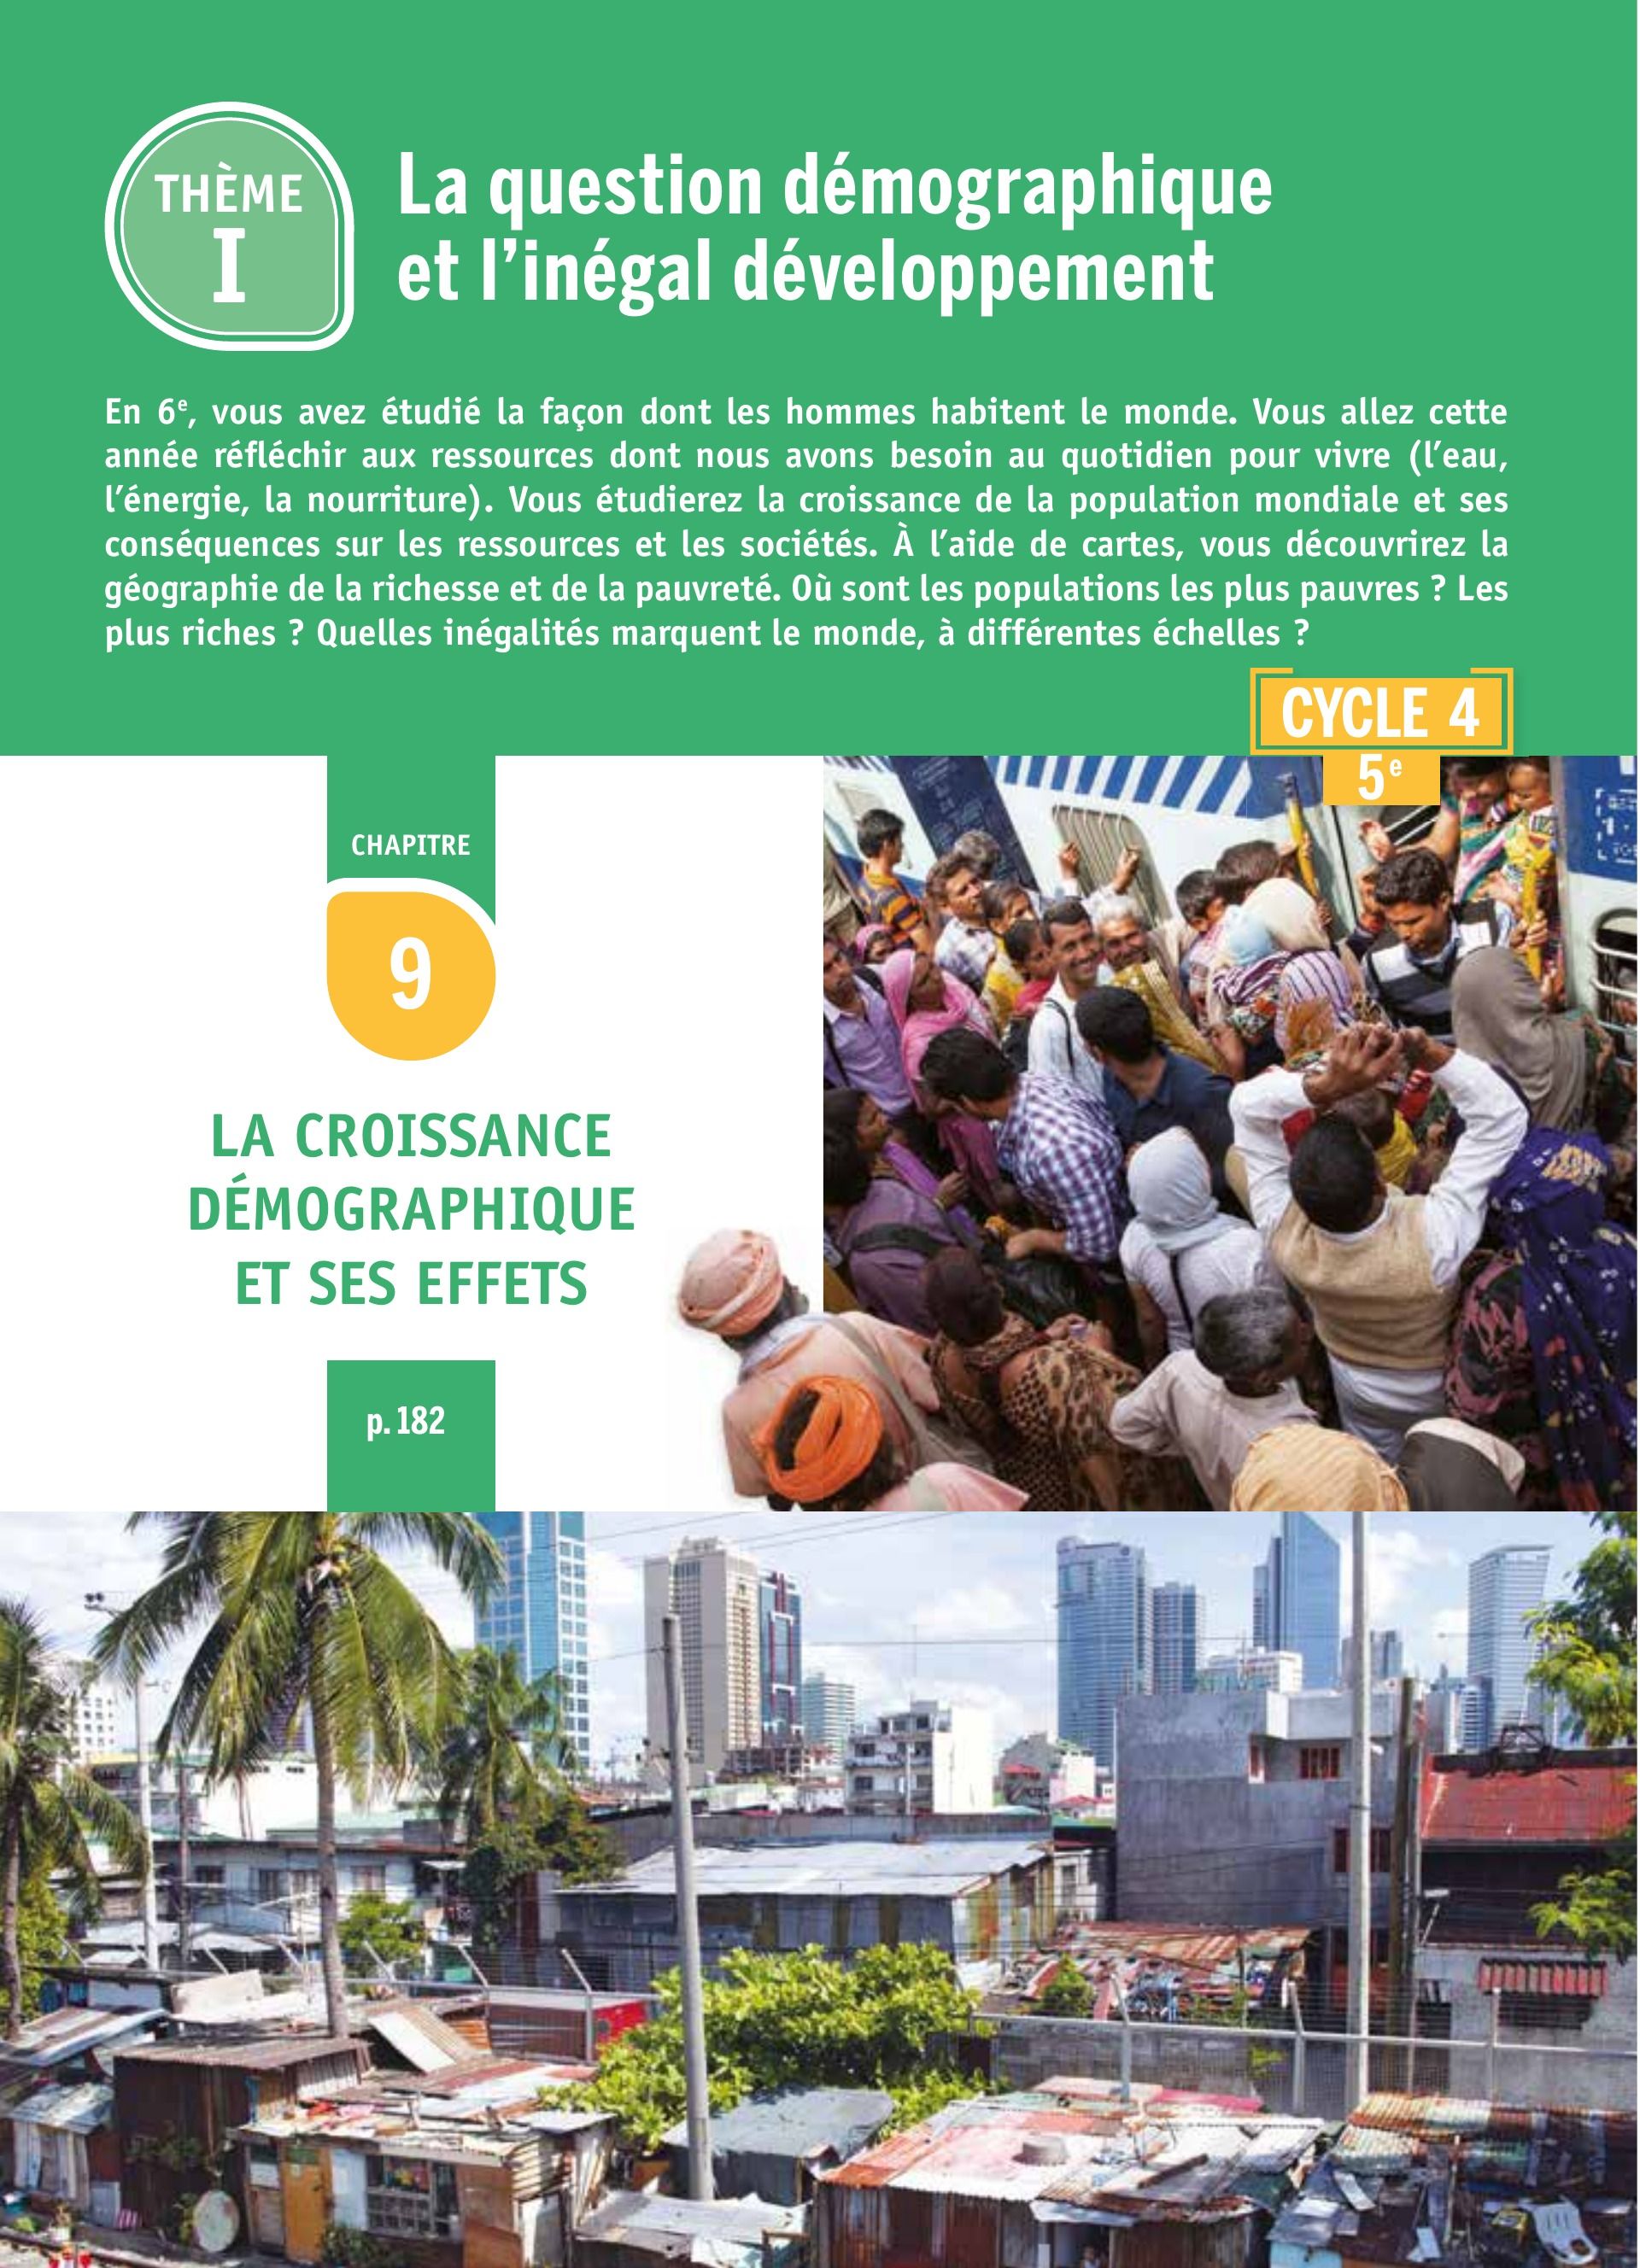 THÈME
I
La question démographique
et l’inégal développement
En 6e, vous avez étudié la façon dont les hommes habitent le monde. Vous allez cette
année réfléchir aux ressources dont nous avons besoin au quotidien pour vivre (l’eau,
l’énergie, la nourriture). Vous étudierez la croissance de la population mondiale et ses
conséquences sur les ressources et les sociétés. À l’aide de cartes, vous découvrirez la
géographie de la richesse et de la pauvreté. Où sont les populations les plus pauvres ? Les
plus riches ? Quelles inégalités marquent le monde, à différentes échelles ?
CYCLE 4
5e
CHAPITRE
9
LA CROISSANCE
DÉMOGRAPHIQUE
ET SES EFFETS
p. 182